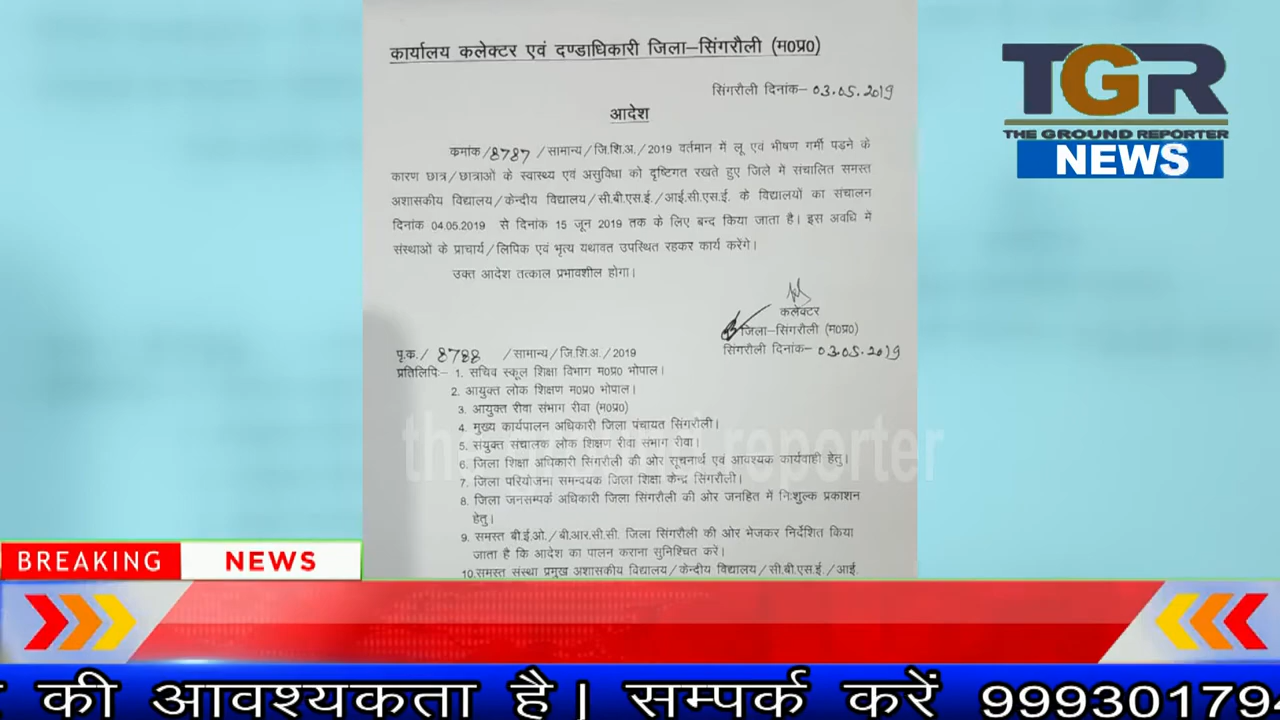 कार्यालय कलेक्टर एवं दण्डाधिकारी जिला–सिंगरौली (म0प्र0)
सिंगरौली दिनांक– 03.05.2019
आदेश
कमांक/8787/सामान्य/जि.शि.अ./2019 वर्तमान में लू एवं भीषण गर्मी पडने के
कारण छात्र/छात्राओं के स्वास्थ्य एवं असुविधा को दृष्टिगत रखते हुए जिले में संचालित समस्त
अशासकीय विद्यालय/केन्दीय विद्यालय/सी.बी.एस.ई./आई.सी.एस.ई. के विद्यालयों का संचालन
दिनांक 04.05.2019 से दिनांक 15 जून 2019 तक के लिए बन्द किया जाता है। इस अवधि में
संस्थाओं के प्राचार्य/लिपिक एवं भृत्य यथावत उपस्थित रहकर कार्य करेंगे।
उक्त आदेश तत्काल प्रभावशील होगा।
कलेक्टर
जिला–सिंगरौली (म0प्र0)
सिंगरौली दिनांक– 03.05.2019
पृ.क./ 8788 /सामान्य/जि.शि.अ./2019
प्रतिलिपिः– 1. सचिव स्कूल शिक्षा विभाग म0प्र0 भोपाल।
2. आयुक्त लोक शिक्षण म0प्र0 भोपाल।
3. आयुक्त रीवा संभाग रीवा (म0प्र0)
4. मुख्य कार्यपालन अधिकारी जिला पंचायत सिंगरौली।
5. संयुक्त संचालक लोक शिक्षण रीवा संभाग रीवा।
6. जिला शिक्षा अधिकारी सिंगरौली की ओर सूचनार्थ एवं आवश्यक कार्यवाही हेतु।
7. जिला परियोजना समन्वयक जिला शिक्षा केन्द्र सिंगरौली।
8. जिला जनसम्पर्क अधिकारी जिला सिंगरौली की ओर जनहित में निःशुल्क प्रकाशन
हेतु।
9. समस्त बी.ई.ओ./बी.आर.सी.सी. जिला सिंगरौली की ओर भेजकर निर्देशित किया
जाता है कि आदेश का पालन कराना सुनिश्चित करें।
10.समस्त संस्था प्रमुख अशासकीय विद्यालय/केन्दीय विद्यालय/सी.बी.एस.ई./आई.
TGR
THE GROUND REPORTER
NEWS
reporter
BREAKING NEWS
की आवश्यकता है। सम्पर्क करें 99930179